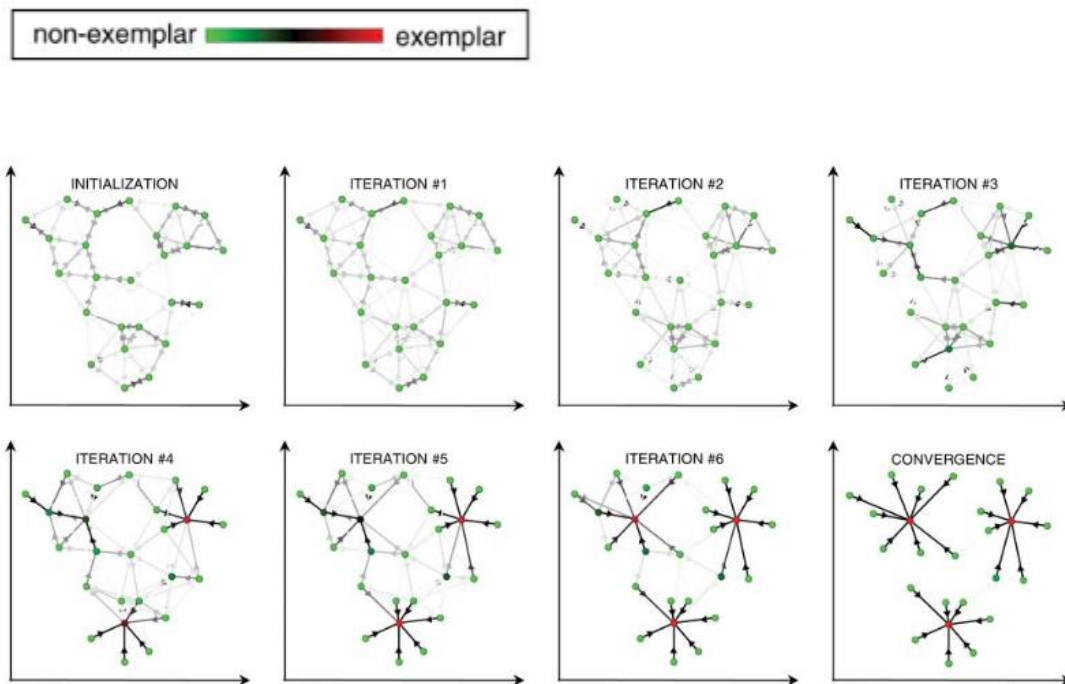 non-exemplar exemplar
INITIALIZATION
ITERATION #1
ITERATION #2
ITERATION #3
ITERATION #4
ITERATION #5
ITERATION #6
CONVERGENCE